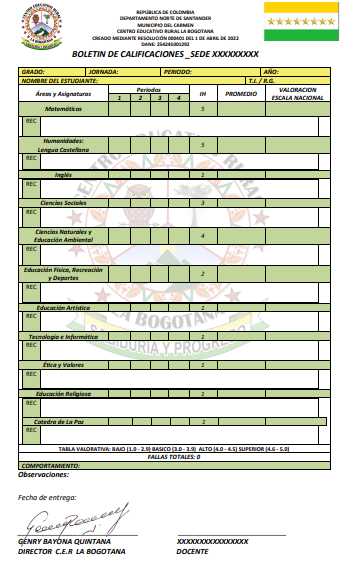 REPÚBLICA DE COLOMBIA
DEPARTAMENTO NORTE DE SANTANDER
MUNICIPIO DEL CARMEN
CENTRO EDUCATIVO RURAL LA BOGOTANA
CREADO MEDIANTE RESOLUCIÓN 000401 DEL 1 DE ABRIL DE 2022
DANE: 254245001292
BOLETIN DE CALIFICACIONES _SEDE XXXXXXXXX
GRADO: JORNADA: PERIODO: AÑO:
NOMBRE DEL ESTUDIANTE: T.I. / R.G.
Áreas y Asignaturas Periodos IH PROMEDIO VALORACION ESCALA NACIONAL
1 2 3 4
Matemáticas 5
REC
Humanidades:
Lengua Castellana 5
REC
Inglés 1
REC
Ciencias Sociales 3
REC
Ciencias Naturales y
Educación Ambiental 4
REC
Educación Física, Recreación
y Deportes 2
REC
Educación Artística 1
REC
Tecnología e Informática 1
REC
Ética y Valores 1
REC
Educación Religiosa 1
REC
Catedra de La Paz 1
REC
TABLA VALORATIVA: BAJO (1.0 - 2.9) BASICO (3.0 - 3.9) ALTO (4.0 - 4.5) SUPERIOR (4.6 - 5.0)
FALLAS TOTALES: 0
COMPORTAMIENTO:
Observaciones:
Fecha de entrega:
GENRY BAYONA QUINTANA XXXXXXXXXXXXXXXX
DIRECTOR C.E.R LA BOGOTANA DOCENTE